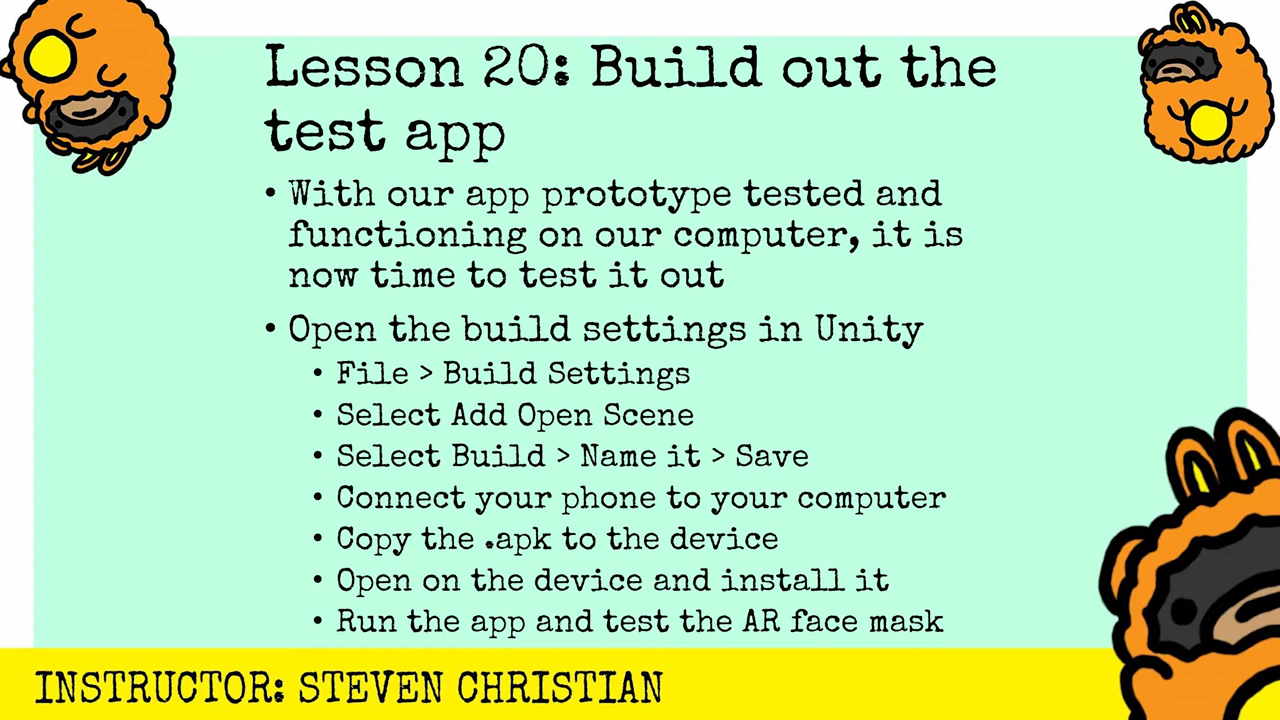 Lesson 20: Build out the
test app
• With our app prototype tested and
functioning on our computer, it is
now time to test it out
• Open the build settings in Unity
• File > Build Settings
• Select Add Open Scene
• Select Build > Name it > Save
• Connect your phone to your computer
• Copy the .apk to the device
• Open on the device and install it
• Run the app and test the AR face mask
INSTRUCTOR: STEVEN CHRISTIAN